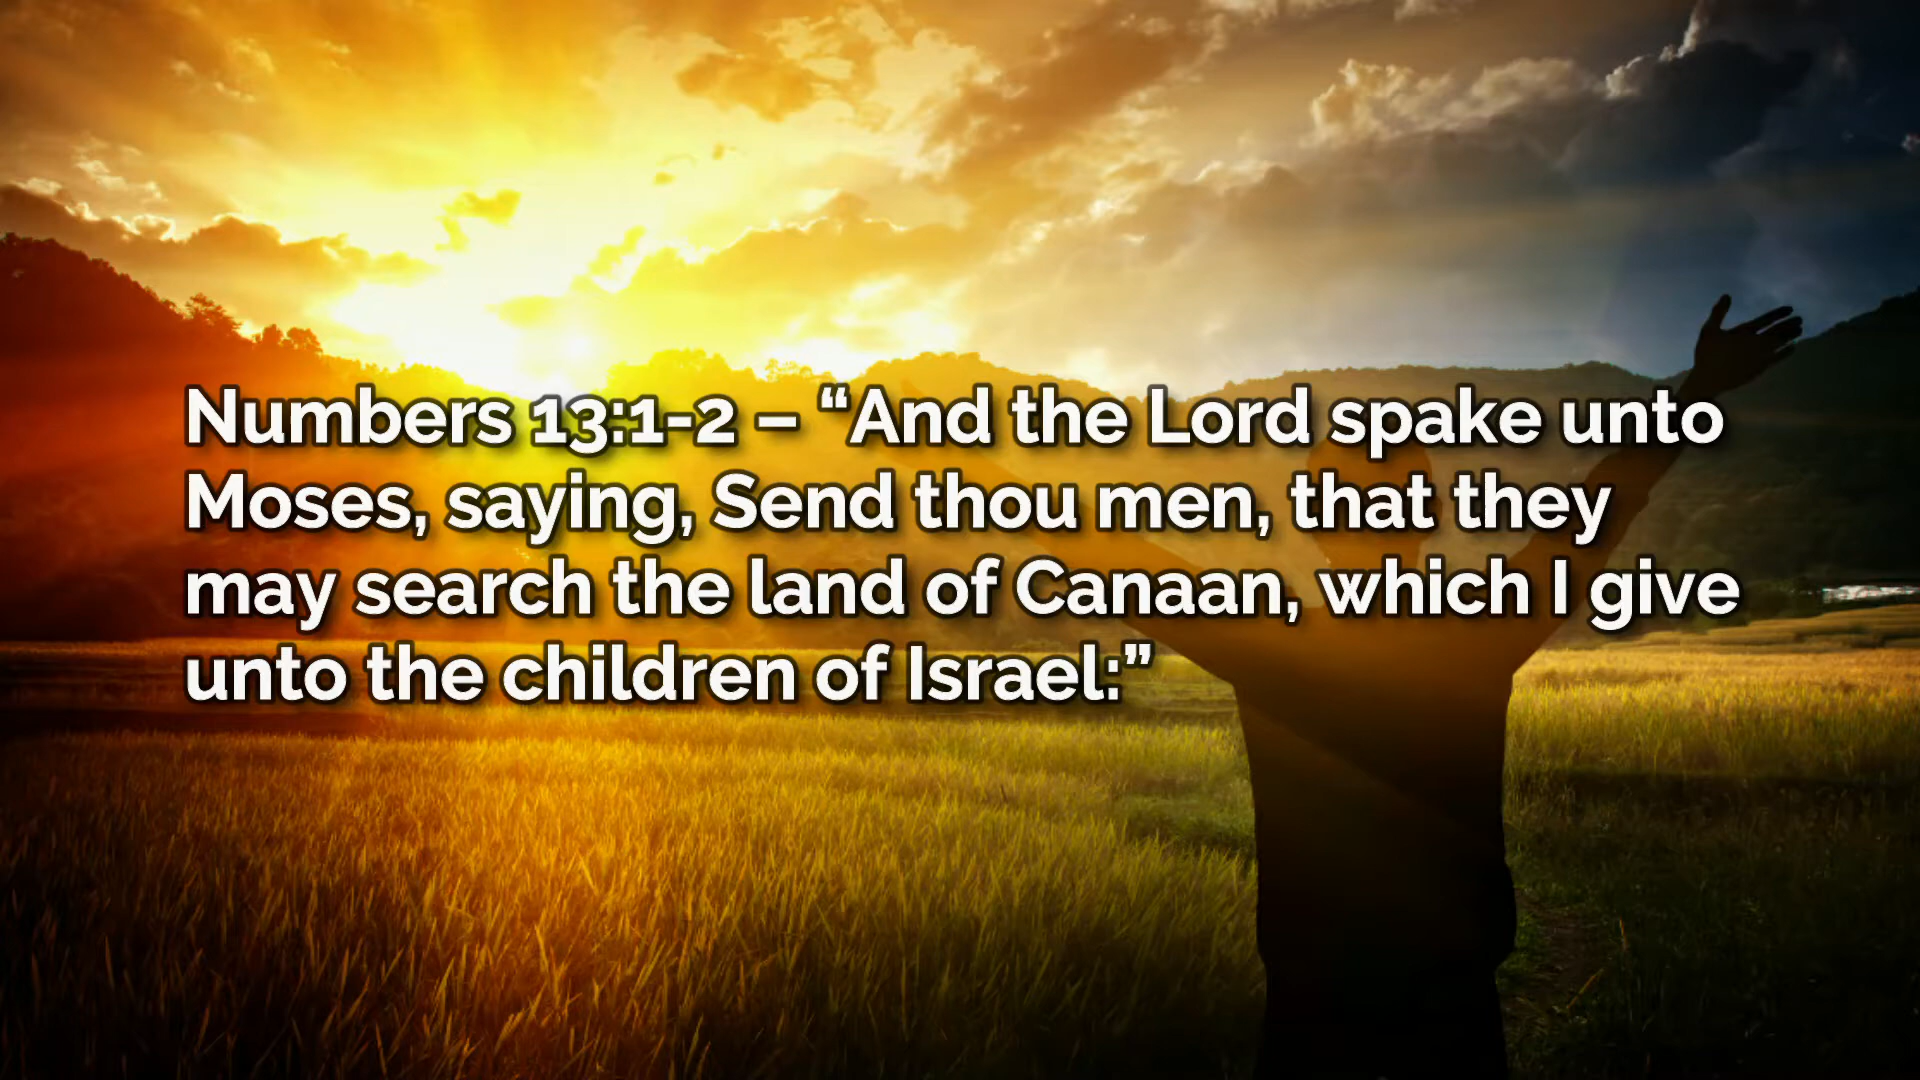 Numbers 13:1-2 – “And the Lord spake unto
Moses, saying, Send thou men, that they
may search the land of Canaan, which I give
unto the children of Israel:”